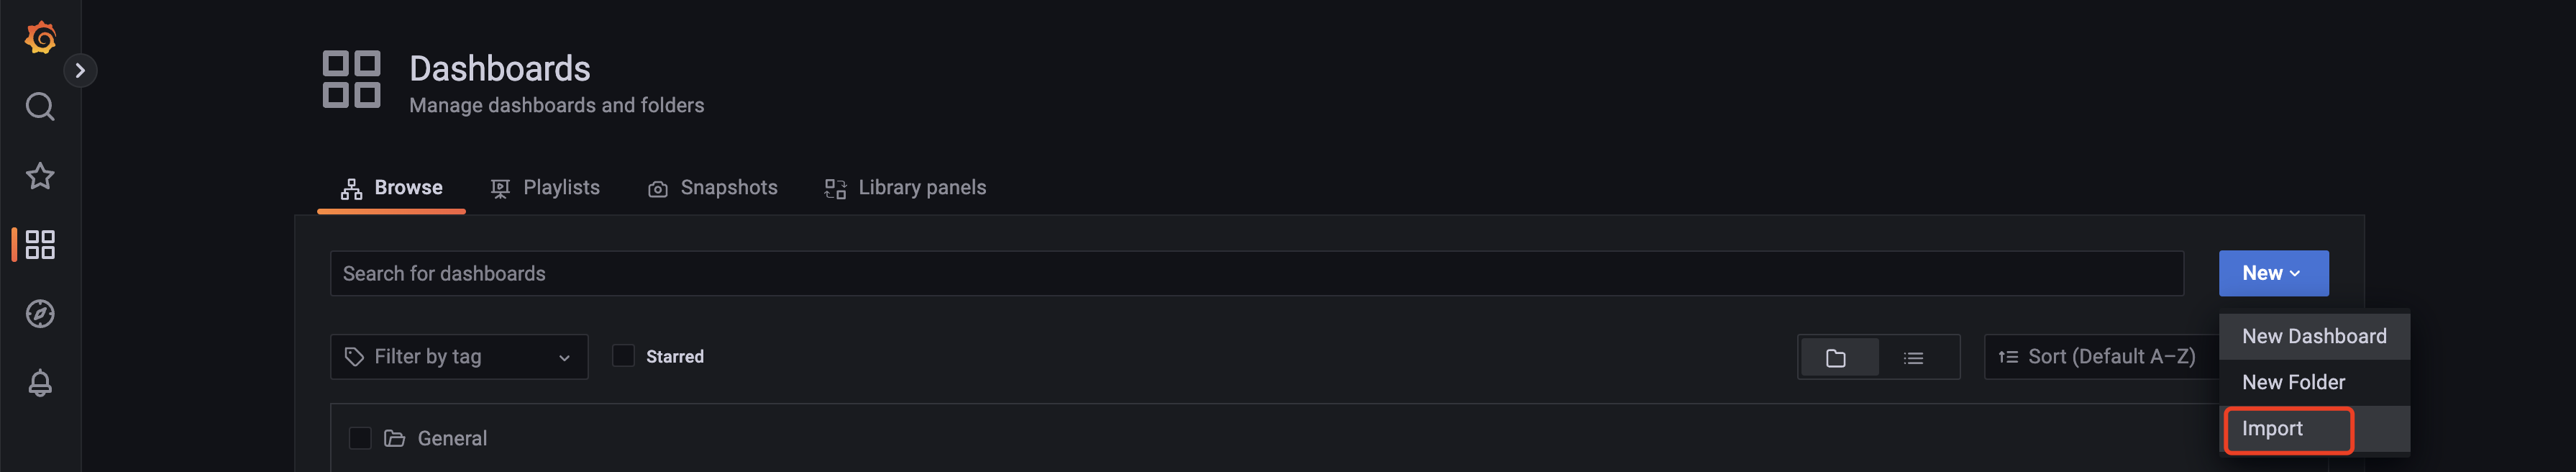 Dashboards
Manage dashboards and folders
Browse Playlists Snapshots Library panels
Search for dashboards
New
Filter by tag Starred Sort (Default A–Z)
New Dashboard
New Folder
Import
General